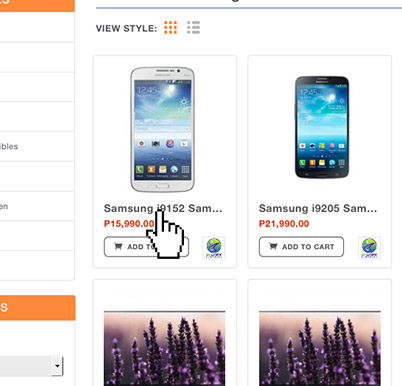 VIEW STYLE:
ibles
en
S
Samsung i9152 Sam...
Samsung i9205 Sam...
P15,990.00
P21,990.00
ADD TO
ADD TO CART